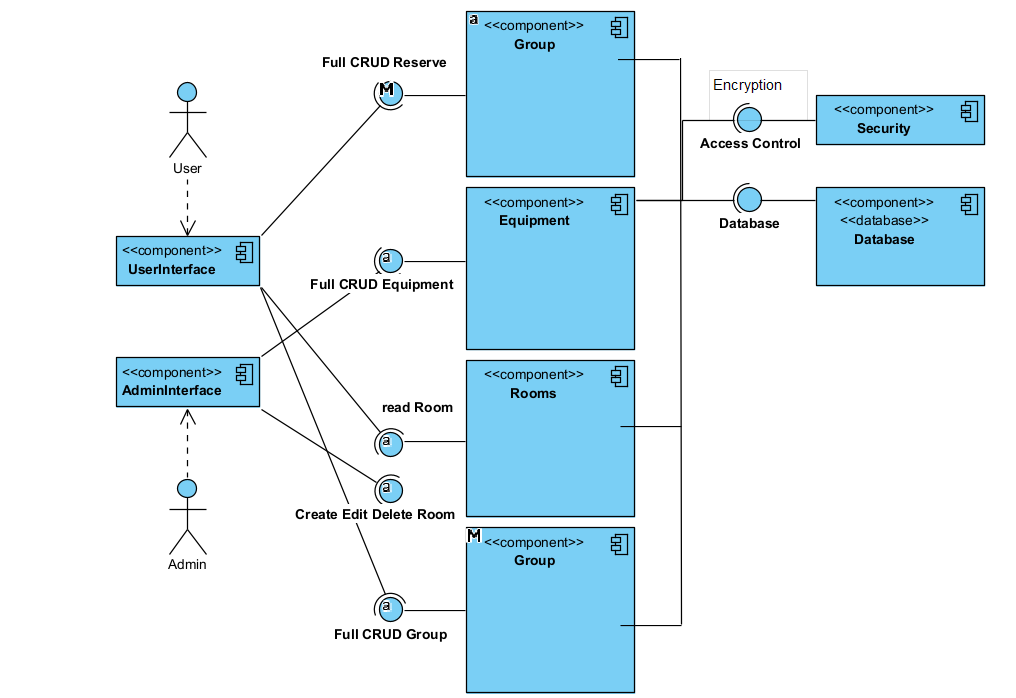 a
<<component>>
Group
Full CRUD Reserve
M
Encryption
<<component>>
Security
Access Control
User
<<component>>
Equipment
<<component>>
<<database>>
Database
Database
<<component>>
UserInterface
a
Full CRUD Equipment
<<component>>
AdminInterface
<<component>>
Rooms
read Room
a
a
Create Edit Delete Room
M
<<component>>
Group
Admin
a
Full CRUD Group